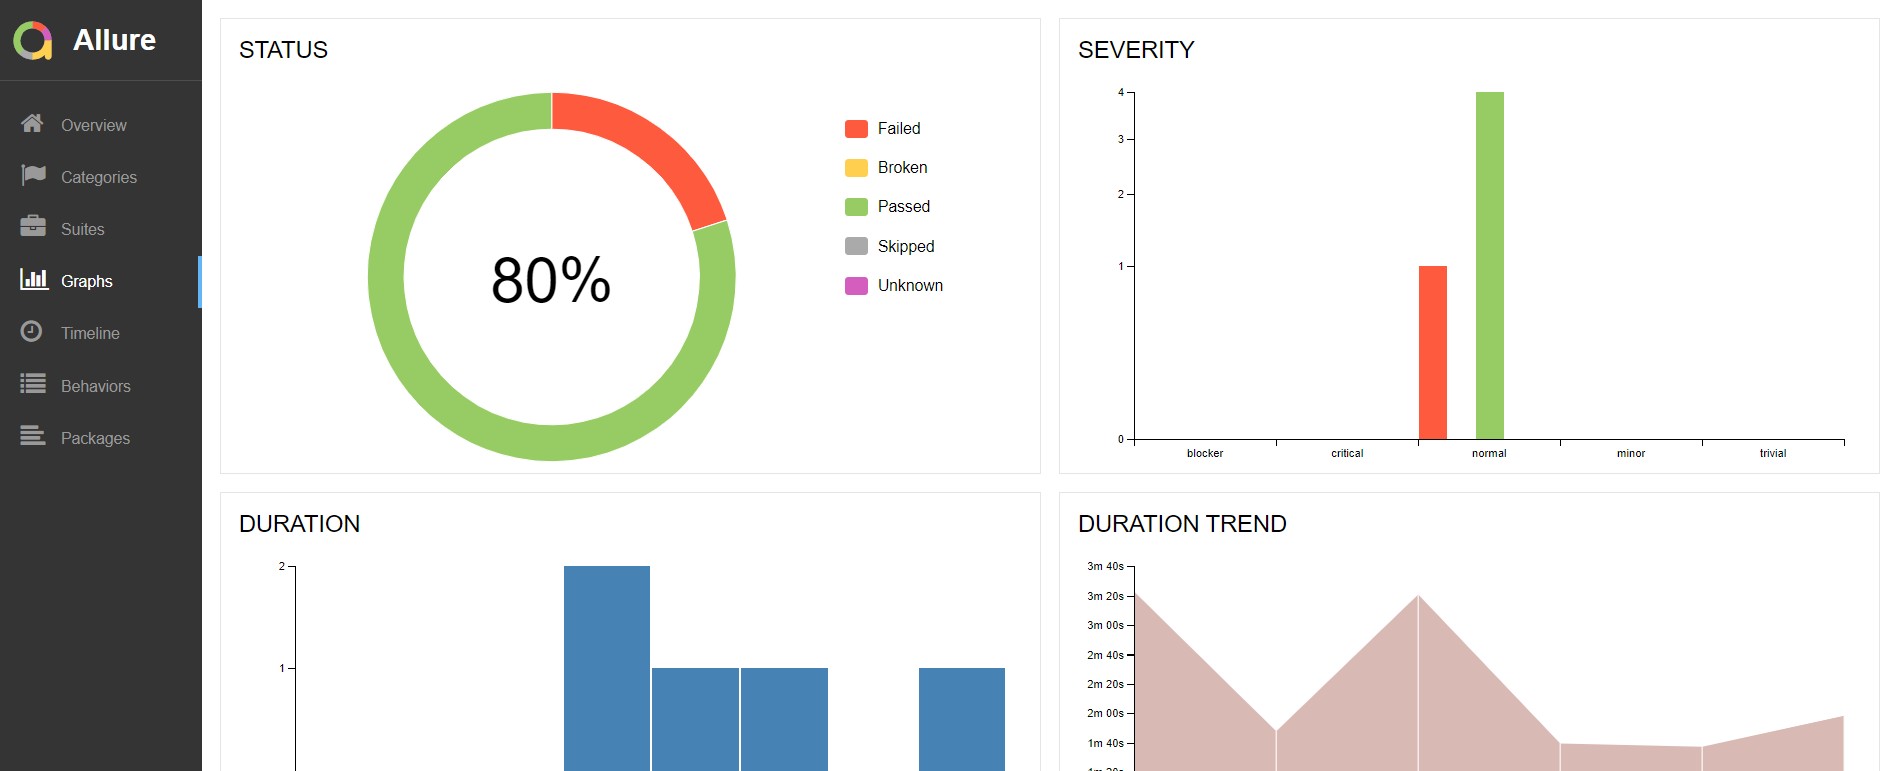 Allure
Overview
Categories
Suites
Graphs
Timeline
Behaviors
Packages
STATUS
80%
Failed
Broken
Passed
Skipped
Unknown
SEVERITY
4
3
2
1
0
blocker critical normal minor trivial
DURATION
2
1
DURATION TREND
3m 40s
3m 20s
3m 00s
2m 40s
2m 20s
2m 00s
1m 40s